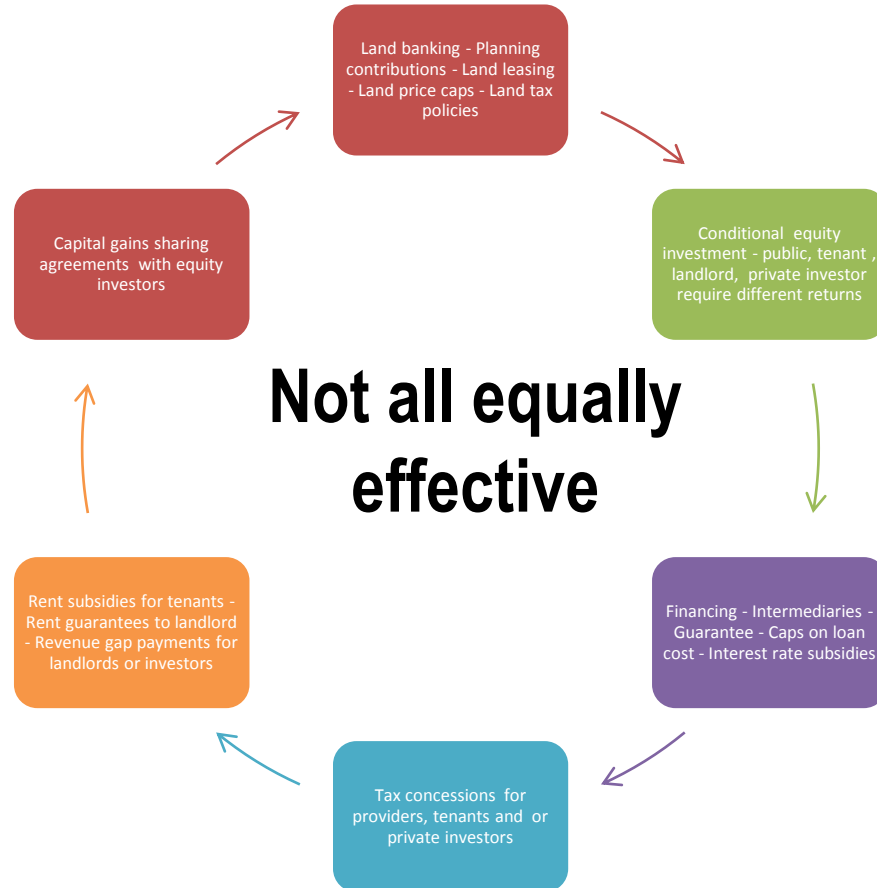 Land banking - Planning
contributions - Land leasing
- Land price caps - Land tax
policies
Conditional  equity
investment - public, tenant ,
landlord,  private investor
require different returns
Financing - Intermediaries -
Guarantee - Caps on loan
cost - Interest rate subsidies
Tax concessions  for
providers, tenants and  or
private investors
Rent subsidies for tenants -
Rent guarantees to landlord
- Revenue gap payments for
landlords or investors
Capital gains sharing
agreements  with equity
investors
Not all equally
effective